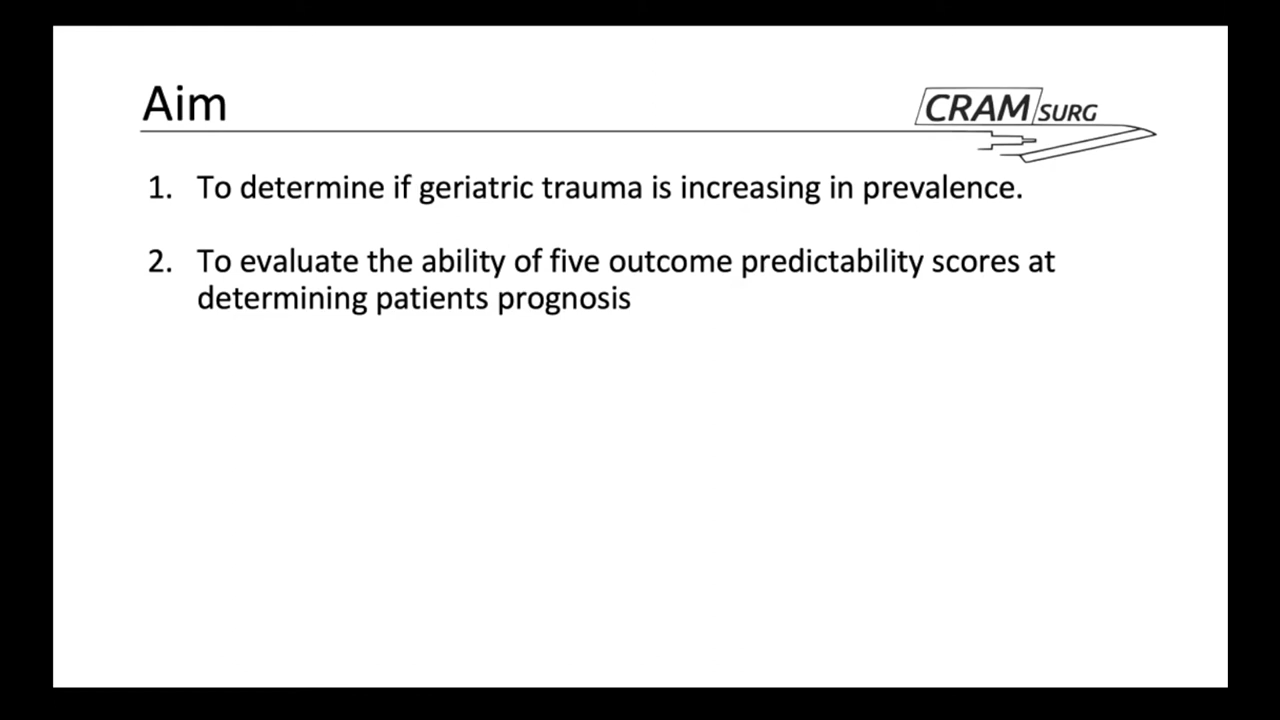 Aim
CRAM SURG
1. To determine if geriatric trauma is increasing in prevalence.
2. To evaluate the ability of five outcome predictability scores at
determining patients prognosis